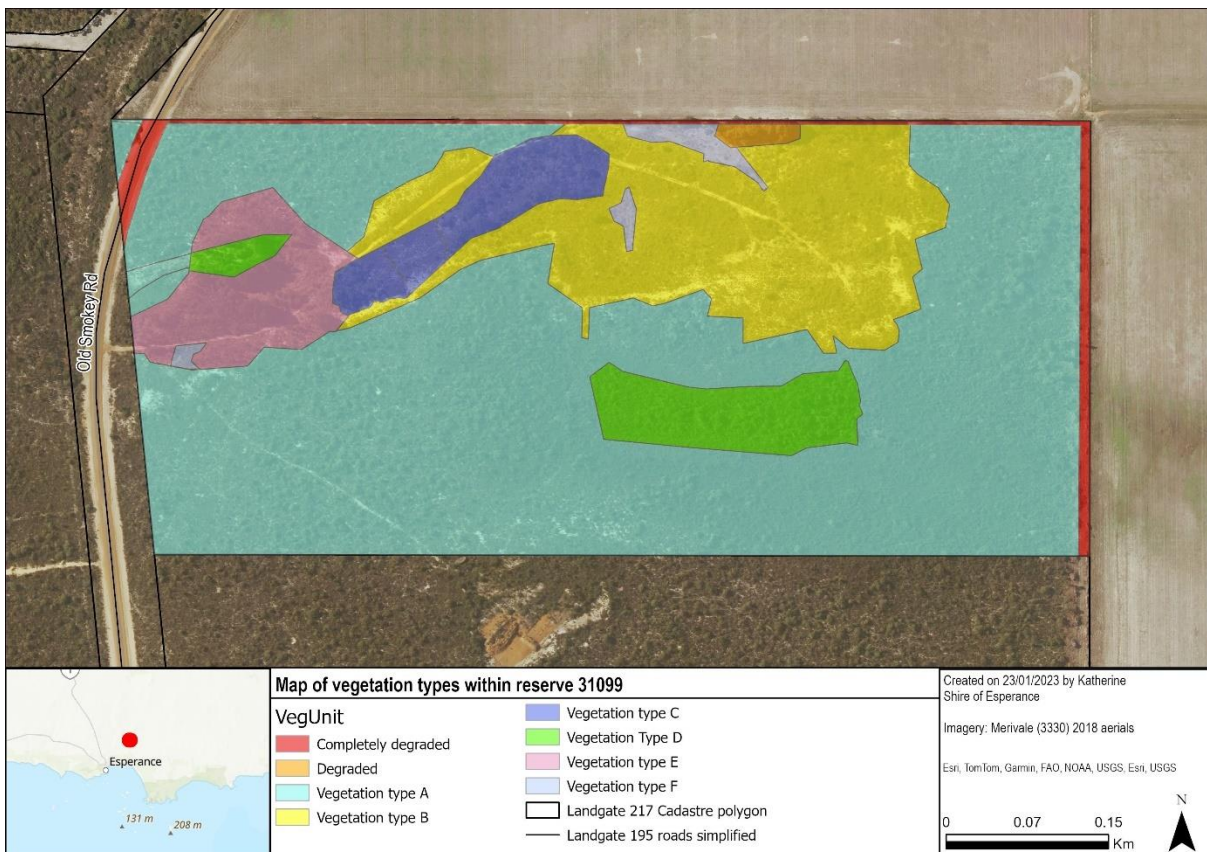 Old Smokey Rd
Esperance
131 m
208 m
Map of vegetation types within reserve 31099
VegUnit
Completely degraded
Degraded
Vegetation type A
Vegetation type B
Vegetation type C
Vegetation Type D
Vegetation type E
Vegetation type F
Landgate 217 Cadastre polygon
Landgate 195 roads simplified
Created on 23/01/2023 by Katherine
Shire of Esperance
Imagery: Merivale (3330) 2018 aerials
Esri, TomTom, Garmin, FAO, NOAA, USGS, Esri, USGS
N
0 0.07 0.15
Km